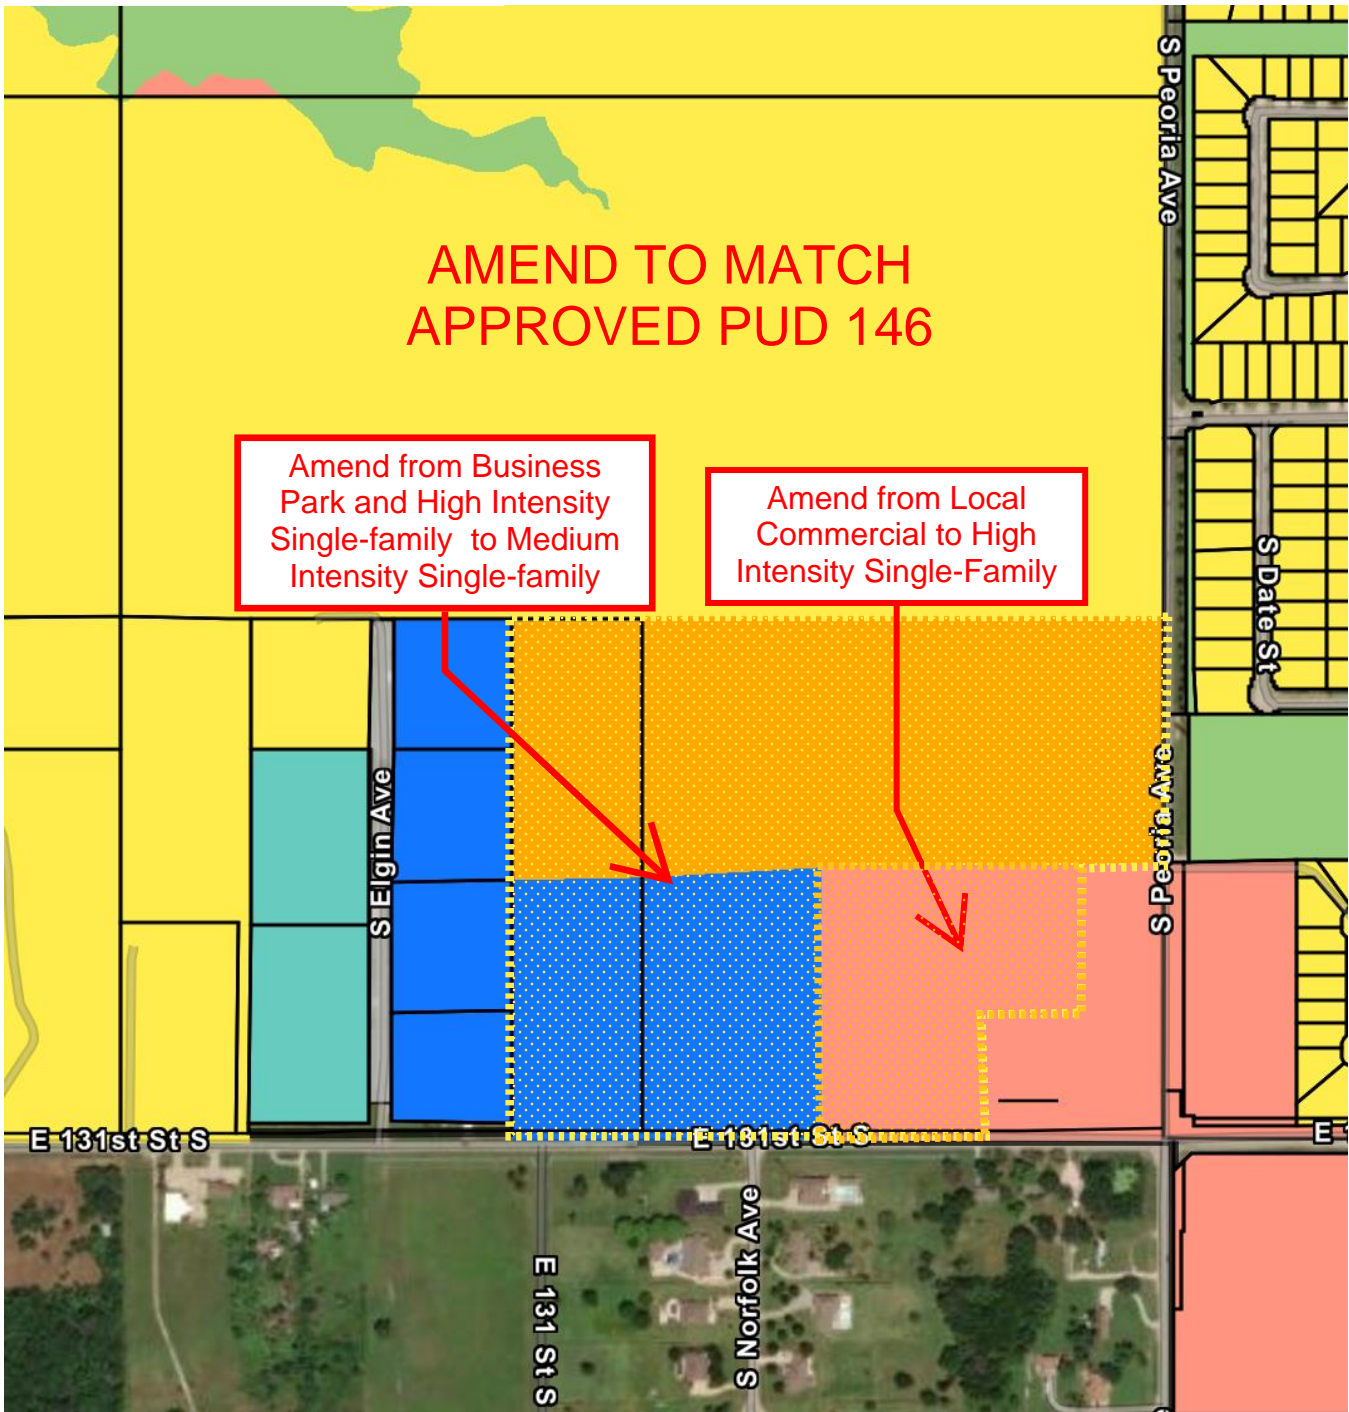 S Peoria Ave
AMEND TO MATCH
APPROVED PUD 146
Amend from Business
Park and High Intensity
Single-family to Medium
Intensity Single-family
Amend from Local
Commercial to High
Intensity Single-Family
S Date St
S Elgin Ave
S Peoria Ave
E 131st St S
E 131st St S
E 131 St S
S Norfolk Ave